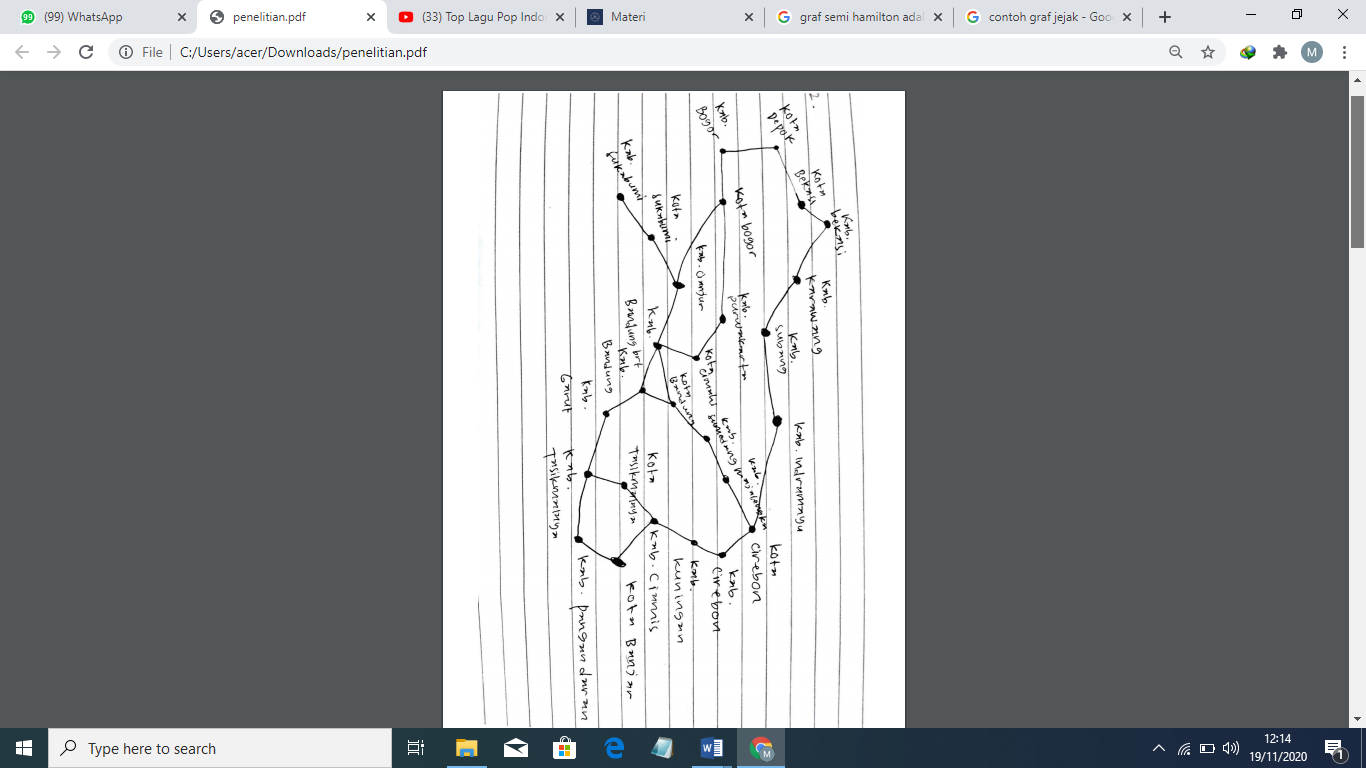 (99) WhatsApp
penelitian.pdf
(33) Top Lagu Pop Indo
Materi
graf semi hamilton ada
contoh graf jejak - Goo
File
C:/Users/acer/Downloads/penelitian.pdf
M
2.
Kota
Depok
Kab.
Bogor
Kota
Bekasi
Kab.
bekasi
Kab.
Sukabumi
Kota
Sukabumi.
Kota bogor
Kab. Cianjur
Kab.
Karawang
Kab.
purwakarta
Kab.
subang
Kab.
Bandung brt
Kota
Cimahi
Kab.
Bandung
Kota
Bandung
Kab.
Garut
Kab.
sumedang
Kab. Indramayu
Kab.
majalengka
Kota
Cirebon
Kab.
Cirebon
Kab.
Kuningan
Kab. Ciamis
Kota
Tasikmalaya
Kab.
Tasikmalaya
Kota Banjar
Kab. Pangandaran
Type here to search
12:14
19/11/2020
1